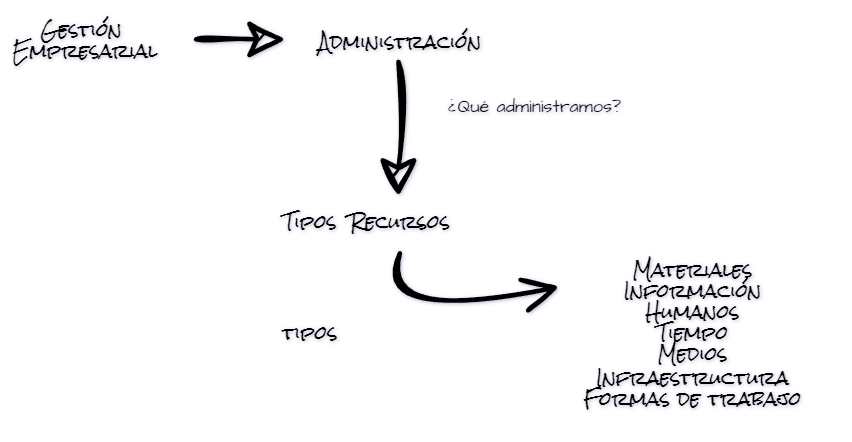 Gestión
Empresarial
Administración
¿Qué administramos?
Tipos Recursos
Materiales
Información
Humanos
Tiempo
Medios
Infraestructura
Formas de trabajo
tipos